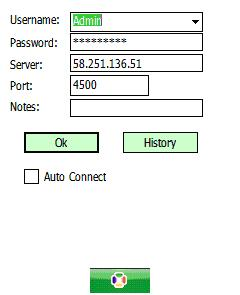 Username: Admin
Password: *********
Server: 58.251.136.51
Port: 4500
Notes:
Ok History
Auto Connect